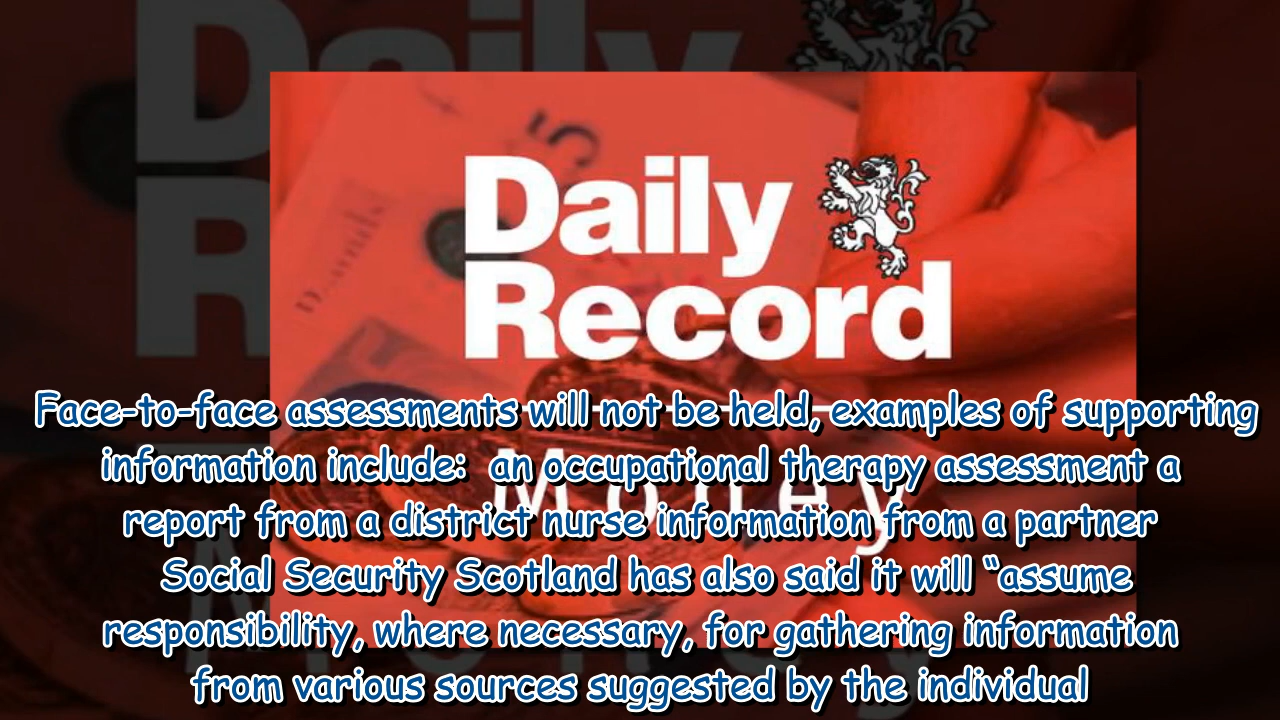 Daily
Record
Money
Face-to-face assessments will not be held, examples of supporting
information include: an occupational therapy assessment a
report from a district nurse information from a partner
Social Security Scotland has also said it will “assume
responsibility, where necessary, for gathering information
from various sources suggested by the individual